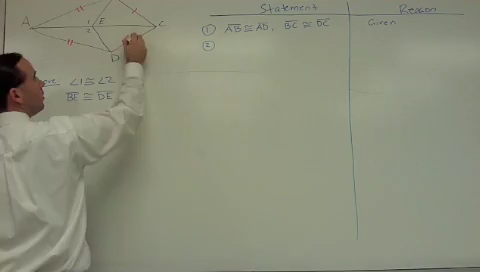 A
1
2
E
C
D
∠1 ≅ ∠2
BE ≅ DE
Statement
Reason
① AB ≅ AD, BC ≅ DC
Given
②